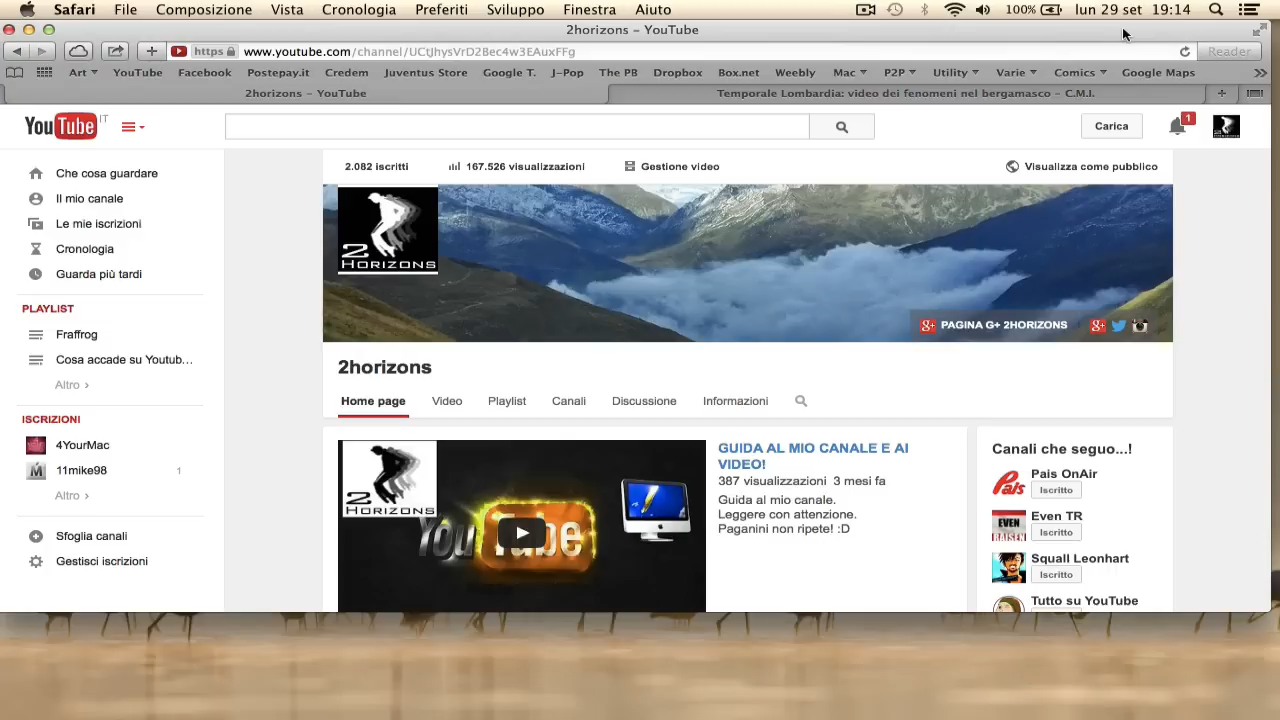 Safari File Composizione Vista Cronologia Preferiti Sviluppo Finestra Aiuto 100% lun 29 set 19:14
2horizons – YouTube
https www.youtube.com/channel/UCtJhysVrD2Bec4w3EAuxFFg Reader
Art YouTube Facebook Postepay.it Credem Juventus Store Google T. J-Pop The PB Dropbox Box.net Weebly Mac P2P Utility Varie Comics Google Maps
2horizons – YouTube Temporale Lombardia: video dei fenomeni nel bergamasco – C.M.I.
YouTube IT Carica 1
2.082 iscritti 167.526 visualizzazioni Gestione video Visualizza come pubblico
Che cosa guardare
Il mio canale
Le mie iscrizioni
Cronologia
Guarda più tardi
PLAYLIST
Fraffrog
Cosa accade su Youtub...
Altro ›
ISCRIZIONI
4YourMac
11mike98 1
Altro ›
Sfoglia canali
Gestisci iscrizioni
2 HORIZONS
PAGINA G+ 2HORIZONS
2horizons
Home page Video Playlist Canali Discussione Informazioni
2 HORIZONS
YouTube
GUIDA AL MIO CANALE E AI
VIDEO!
387 visualizzazioni 3 mesi fa
Guida al mio canale.
Leggere con attenzione.
Paganini non ripete! :D
Canali che seguo...!
Pais
Pais OnAir
Iscritto
EVEN
RAISEN
Even TR
Iscritto
Squall Leonhart
Iscritto
Tutto su YouTube